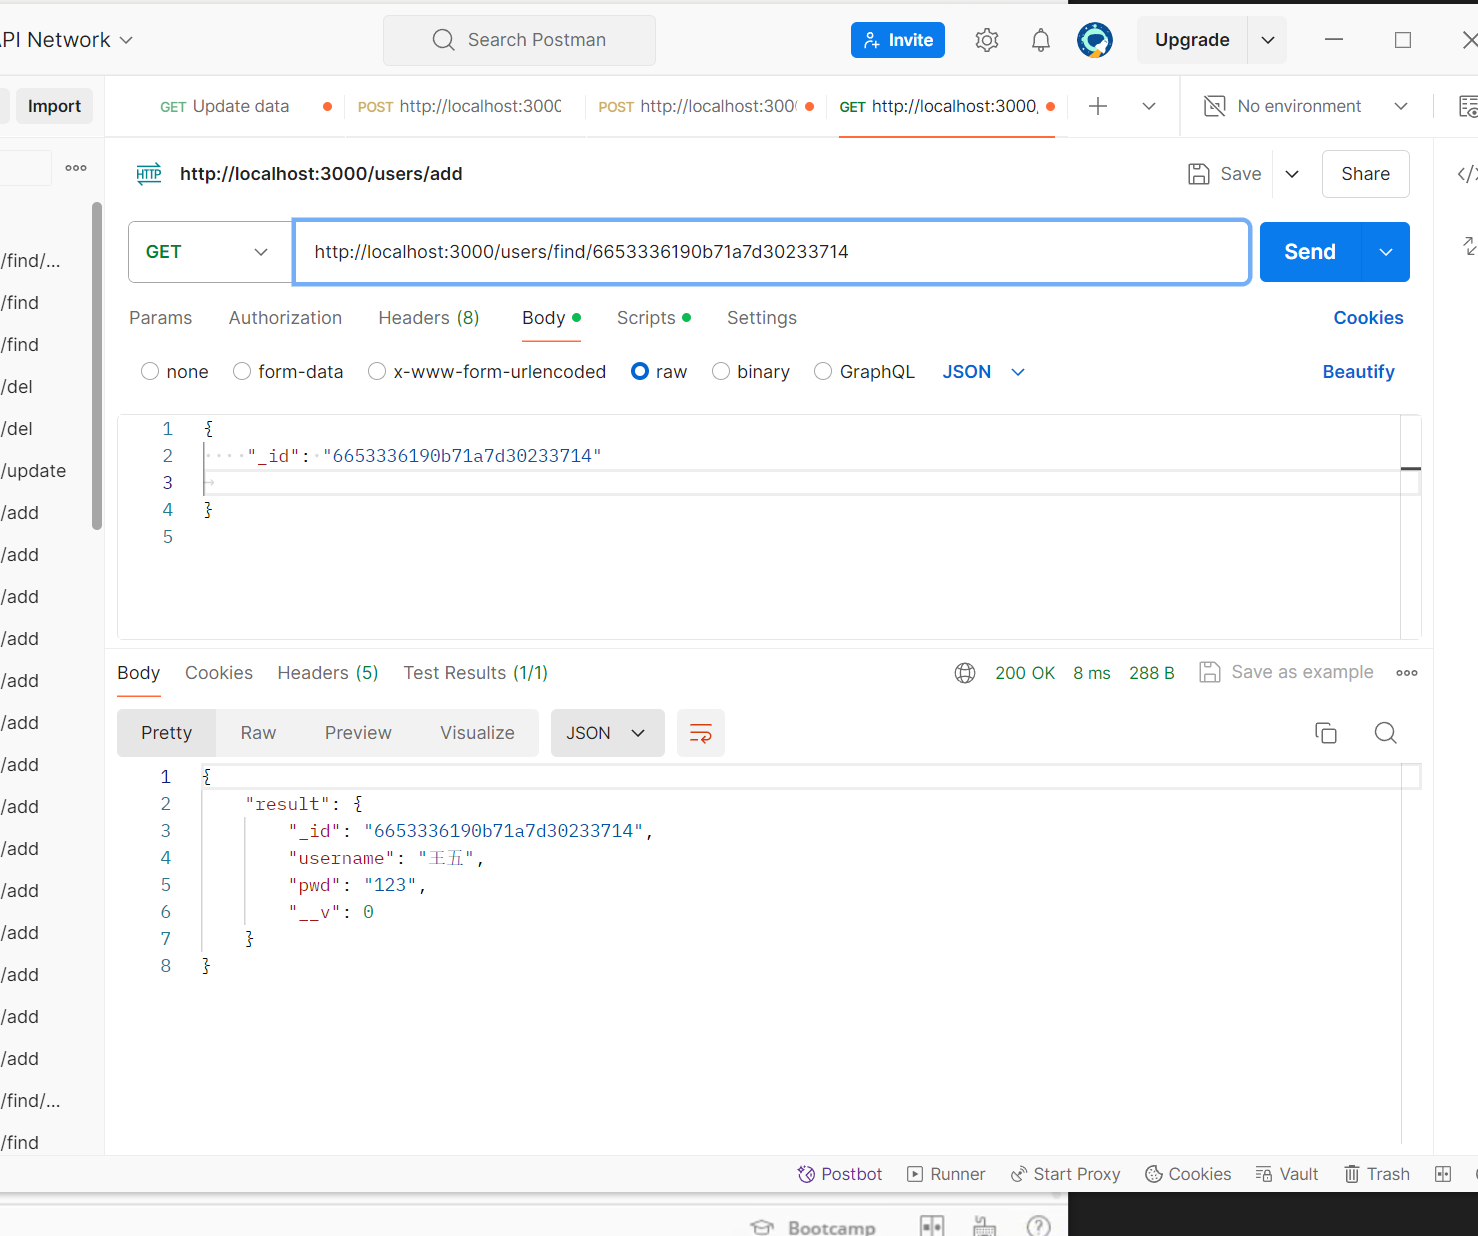 PI Network
Search Postman
Invite
Upgrade
Import
GET Update data
POST http://localhost:3000
POST http://localhost:300
GET http://localhost:3000,
No environment
HTTP http://localhost:3000/users/add
Save
Share
GET
http://localhost:3000/users/find/6653336190b71a7d30233714
Send
Params Authorization Headers (8) Body Scripts Settings Cookies
none form-data x-www-form-urlencoded raw binary GraphQL JSON Beautify
1 {
2 "_id": "6653336190b71a7d30233714"
3
4 }
5
Body Cookies Headers (5) Test Results (1/1) 200 OK 8 ms 288 B Save as example
Pretty Raw Preview Visualize JSON
1 {
2 "result": {
3 "_id": "6653336190b71a7d30233714",
4 "username": "王五",
5 "pwd": "123",
6 "__v": 0
7 }
8 }
/find/...
/find
/find
/del
/del
/update
/add
/add
/add
/add
/add
/add
/add
/add
/add
/add
/add
/add
/add
/add
/find/...
/find
Postbot Runner Start Proxy Cookies Vault Trash
Bootcamp